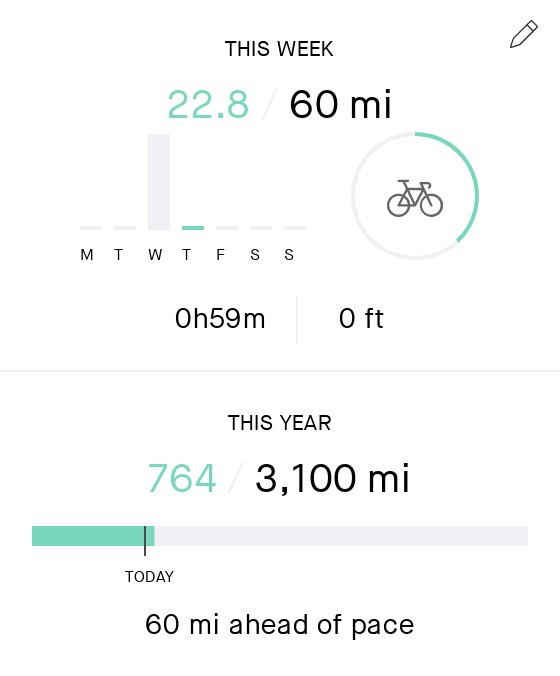 THIS WEEK
22.8 / 60 mi
M T W T F S S
0h59m 0 ft
THIS YEAR
764 / 3,100 mi
TODAY
60 mi ahead of pace